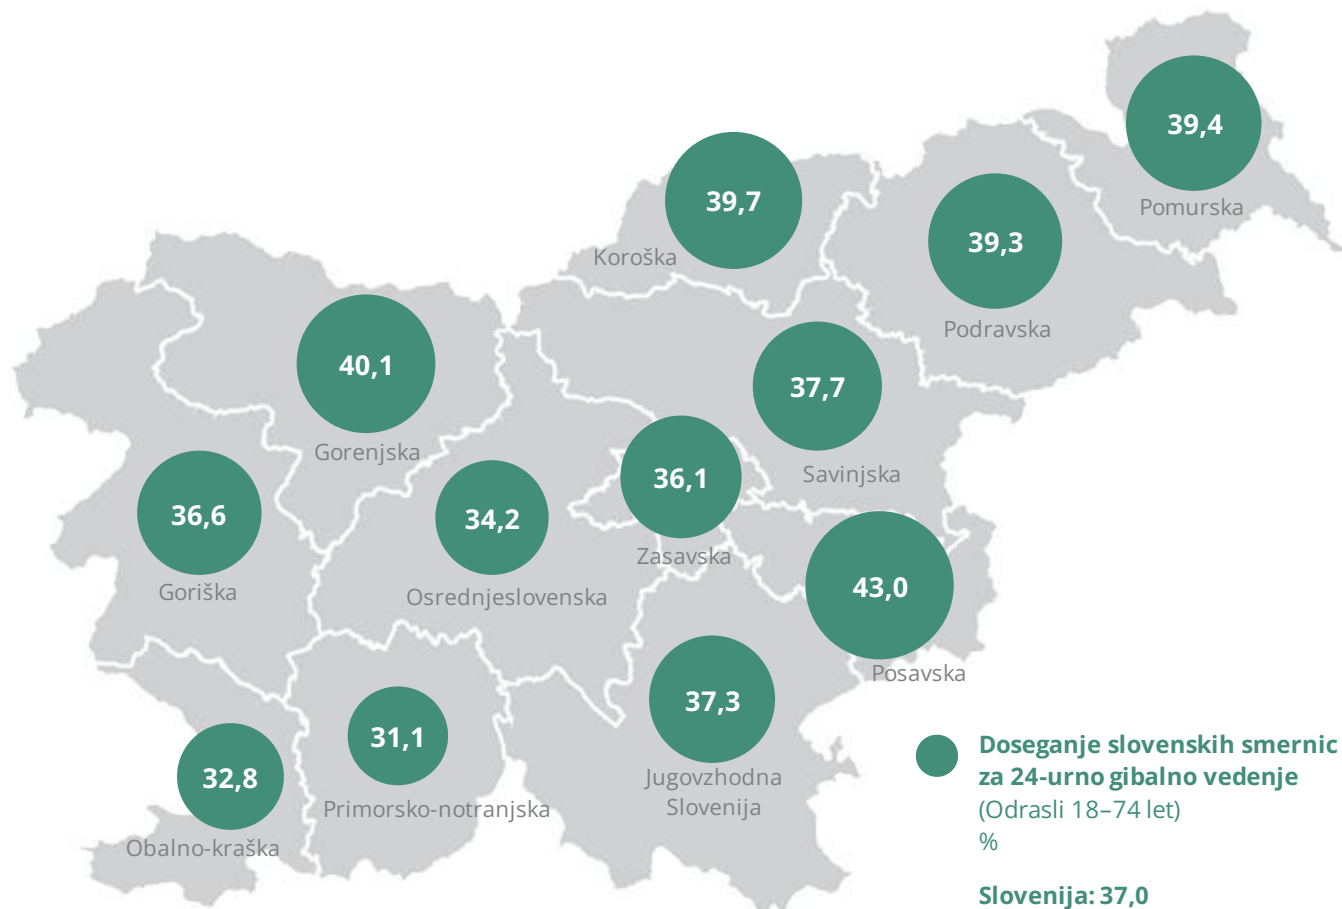 39,4
Pomurska
39,7
Koroška
39,3
Podravska
40,1
Gorenjska
37,7
Savinjska
36,6
Goriška
34,2
Osrednjeslovenska
36,1
Zasavska
43,0
Posavska
37,3
Jugovzhodna
Slovenija
31,1
Primorsko-notranjska
32,8
Obalno-kraška
Doseganje slovenskih smernic
za 24-urno gibalno vedenje
(Odrasli 18–74 let)
%
Slovenija: 37,0